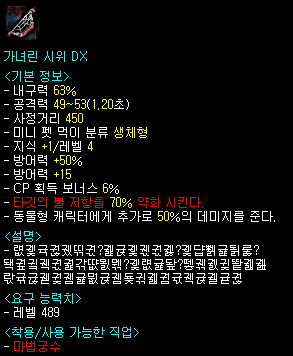 가녀린 시위 DX
<기본 정보>
- 내구력 63%
- 공격력 49~53(1.20초)
- 사정거리 450
- 미니 펫 먹이 분류 생체형
- 지식 +1/레벨 4
- 방어력 +50%
- 방어력 +15
- CP 획득 보너스 6%
- 타깃의 불 저항을 70% 약화 시킨다.
- 동물형 캐릭터에게 추가로 50%의 데미지를 준다.
<설명>
<요구 능력치>
- 레벨 489
<착용/사용 가능한 직업>
- 마법궁수